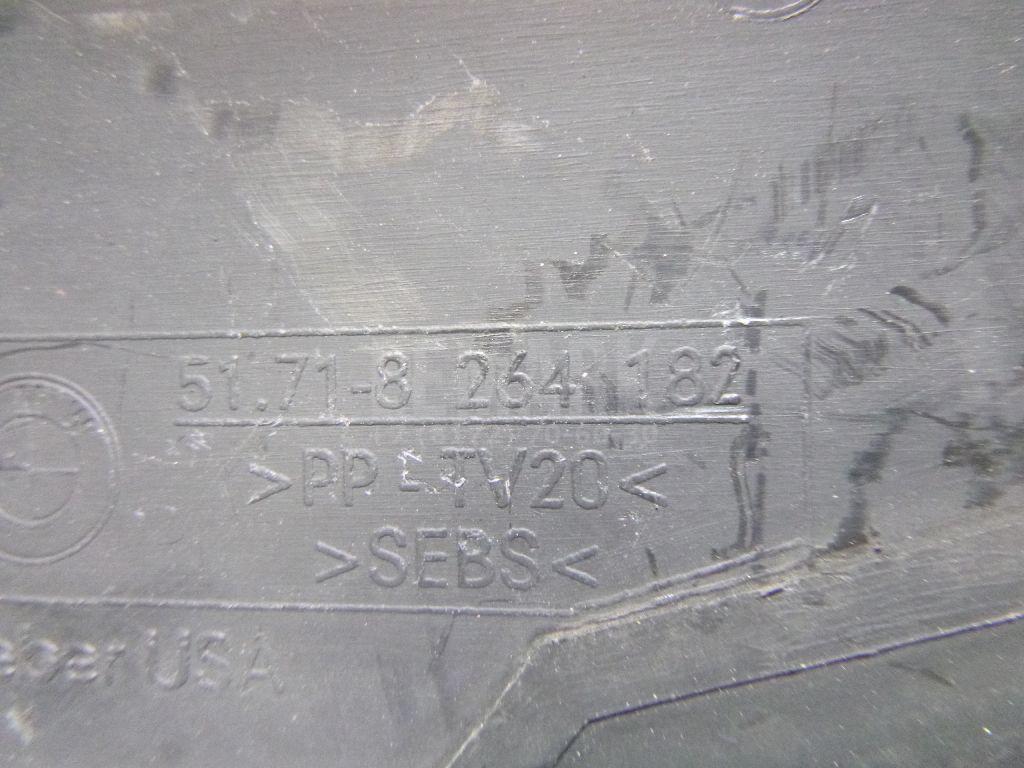 51.71-8 264 182
>PP-TV20<
>SEBS<
USA